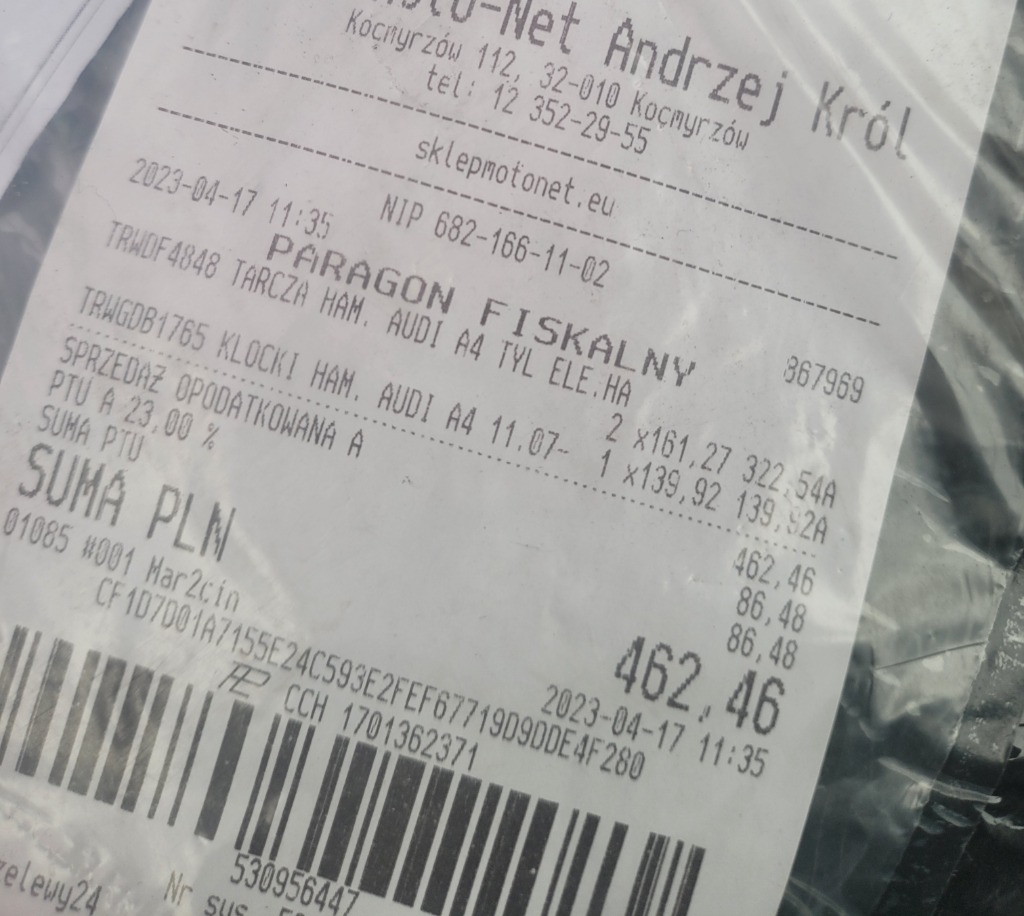 Net Andrzej Król
Kocmyrzów 112, 32-010 Kocmyrzów
tel: 12 352-29-55
sklepmotonet.eu
NIP 682-166-11-02
2023-04-17 11:35 867969
PARAGON FISKALNY
TRWDF4848 TARCZA HAM. AUDI A4 TYL ELE.HA
2 x161,27 322,54A
TRWGDB1765 KLOCKI HAM. AUDI A4 11.07- 1 x139,92 139,92A
SPRZEDAŻ OPODATKOWANA A 462,46
PTU A 23,00 % 86,48
SUMA PTU 86,48
SUMA PLN 462,46
01085 #001 Mar2cin 2023-04-17 11:35
CF1D7D01A7155E24C593E2FEF67719D9DDE4F280
CCH 1701362371
530956447
Nr sys.